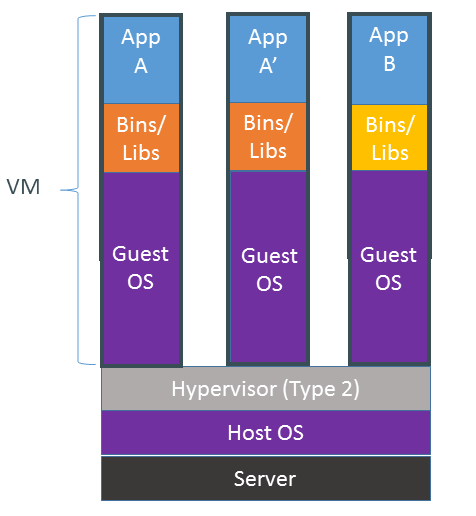 App
A
App
A’
App
B
Bins/
Libs
Bins/
Libs
Bins/
Libs
VM
Guest
OS
Guest
OS
Guest
OS
Hypervisor (Type 2)
Host OS
Server